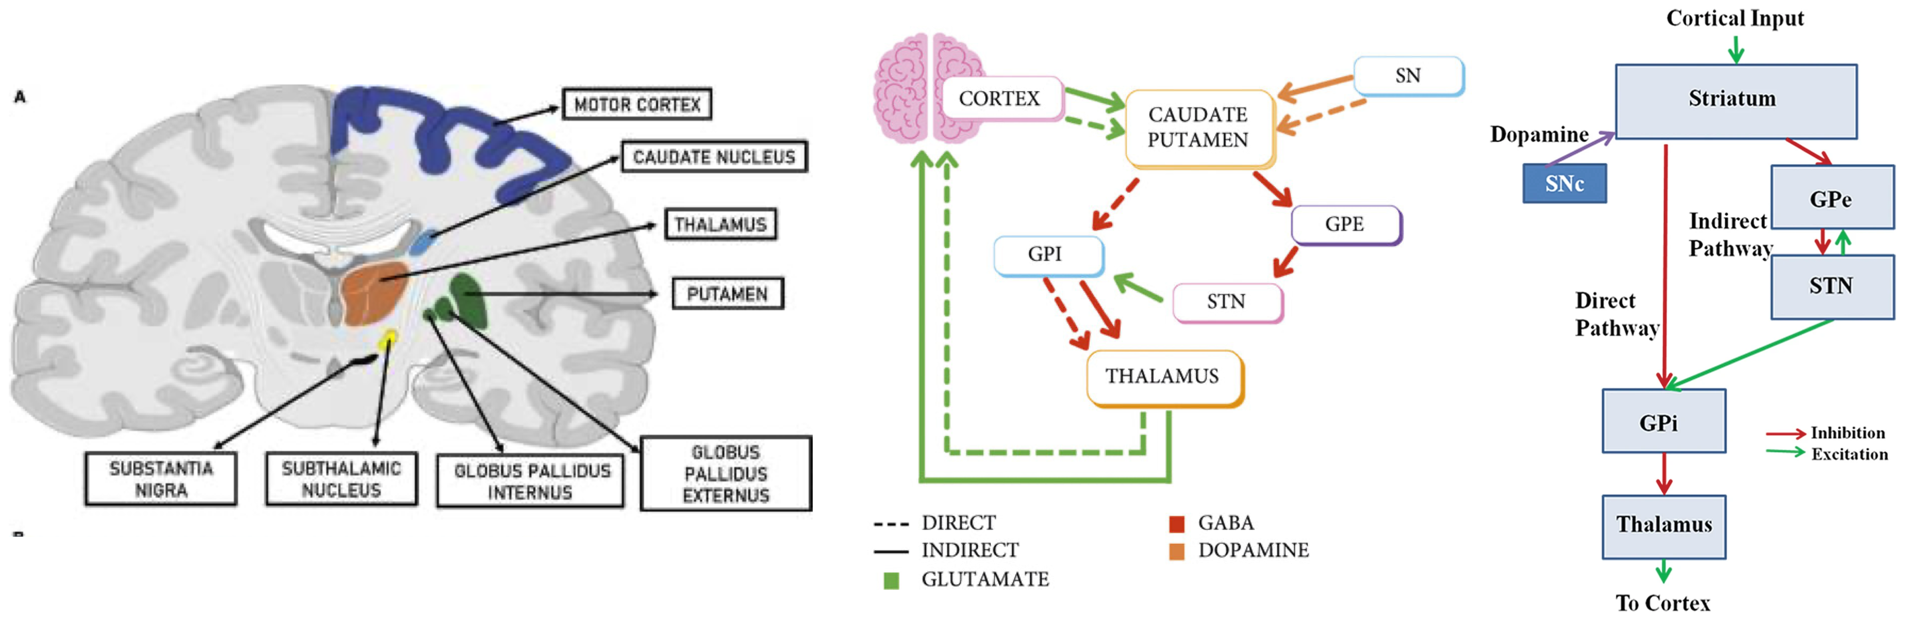 A
MOTOR CORTEX
CAUDATE NUCLEUS
THALAMUS
PUTAMEN
SUBSTANTIA
NIGRA
SUBTHALAMIC
NUCLEUS
GLOBUS PALLIDUS
INTERNUS
GLOBUS
PALLIDUS
EXTERNUS
CORTEX
CAUDATE
PUTAMEN
SN
GPI
GPE
STN
THALAMUS
DIRECT
INDIRECT
GLUTAMATE
GABA
DOPAMINE
Cortical Input
Striatum
Dopamine
SNc
GPe
Indirect
Pathway
STN
Direct
Pathway
GPi
Inhibition
Excitation
Thalamus
To Cortex